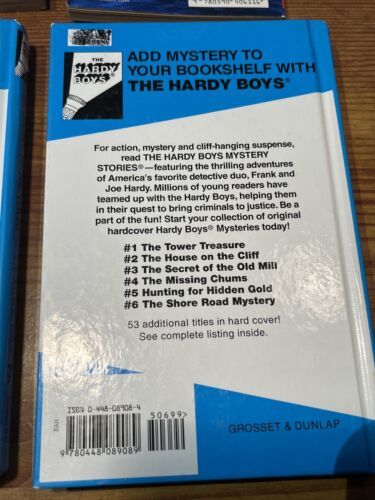 9 780590 406116
THE
HARDY
BOYS®
ADD MYSTERY TO
YOUR BOOKSHELF WITH
THE HARDY BOYS®
For action, mystery and cliff-hanging suspense,
read THE HARDY BOYS MYSTERY
STORIES®—featuring the thrilling adventures
of America's favorite detective duo, Frank and
Joe Hardy. Millions of young readers have
teamed up with the Hardy Boys, helping them
in their quest to bring criminals to justice. Be a
part of the fun! Start your collection of original
hardcover Hardy Boys® Mysteries today!
#1 The Tower Treasure
#2 The House on the Cliff
#3 The Secret of the Old Mill
#4 The Missing Chums
#5 Hunting for Hidden Gold
#6 The Shore Road Mystery
53 additional titles in hard cover!
See complete listing inside.
ISBN 0-448-08908-4
50699>
EAN
9 780448 089089
GROSSET & DUNLAP